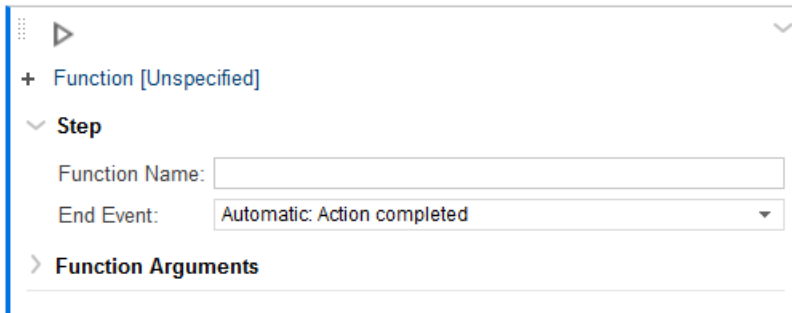 Function [Unspecified]
Step
Function Name:
End Event: Automatic: Action completed
Function Arguments